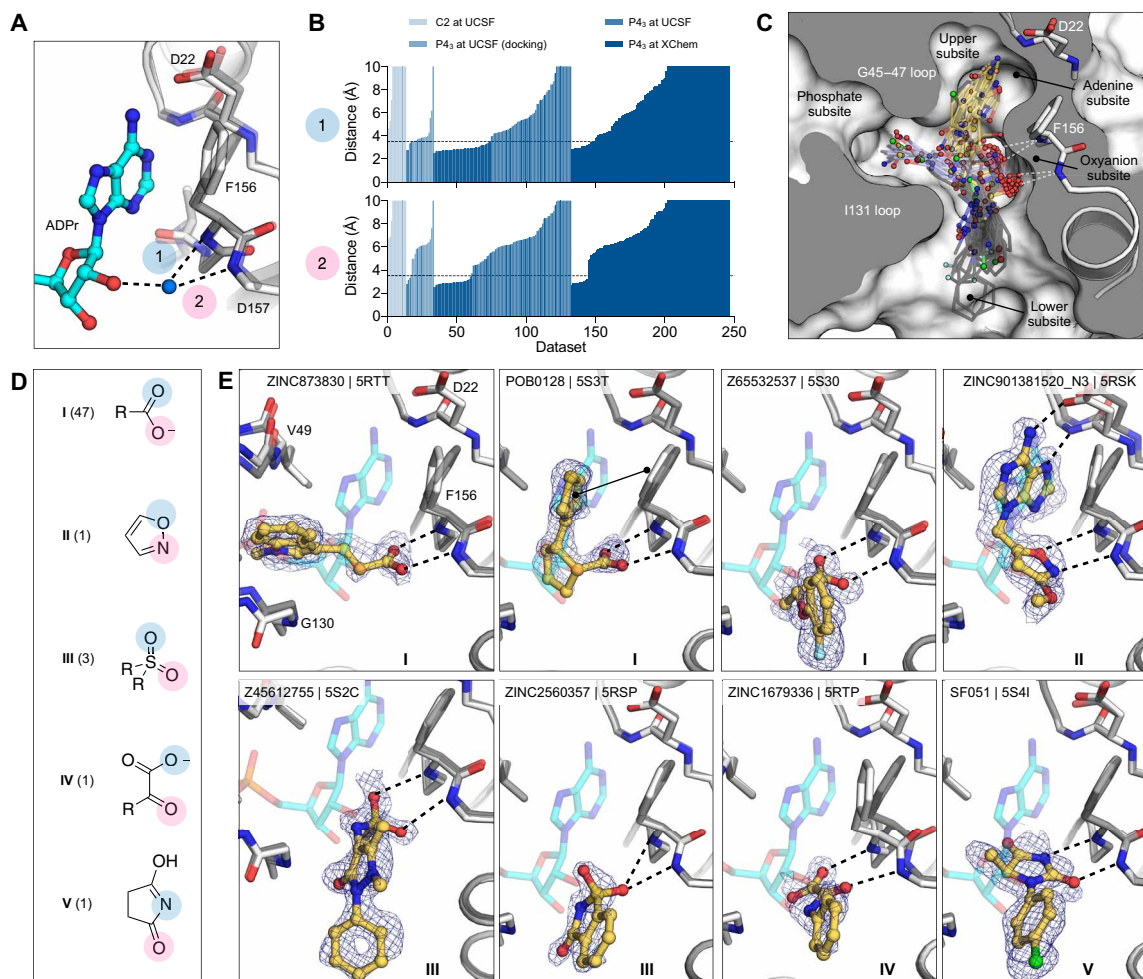 A
D22
F156
ADPr
1
2
D157
B
C2 at UCSF
P4₃ at UCSF
P4₃ at UCSF (docking)
P4₃ at XChem
Distance (Å)
10
8
6
4
2
0
1
Distance (Å)
10
8
6
4
2
0
2
0
50
100
150
200
250
Dataset
C
D22
Upper
subsite
G45–47 loop
Adenine
subsite
Phosphate
subsite
F156
Oxyanion
subsite
I131 loop
Lower
subsite
D
I (47)
R
O
O–
II (1)
O
N
III (3)
O
R
S
O
R
IV (1)
O
O–
R
O
V (1)
OH
N
O
E
ZINC873830 | 5RTT
D22
V49
F156
G130
I
POB0128 | 5S3T
I
Z65532537 | 5S30
I
ZINC901381520_N3 | 5RSK
II
Z45612755 | 5S2C
III
ZINC2560357 | 5RSP
III
ZINC1679336 | 5RTP
IV
SF051 | 5S4I
V